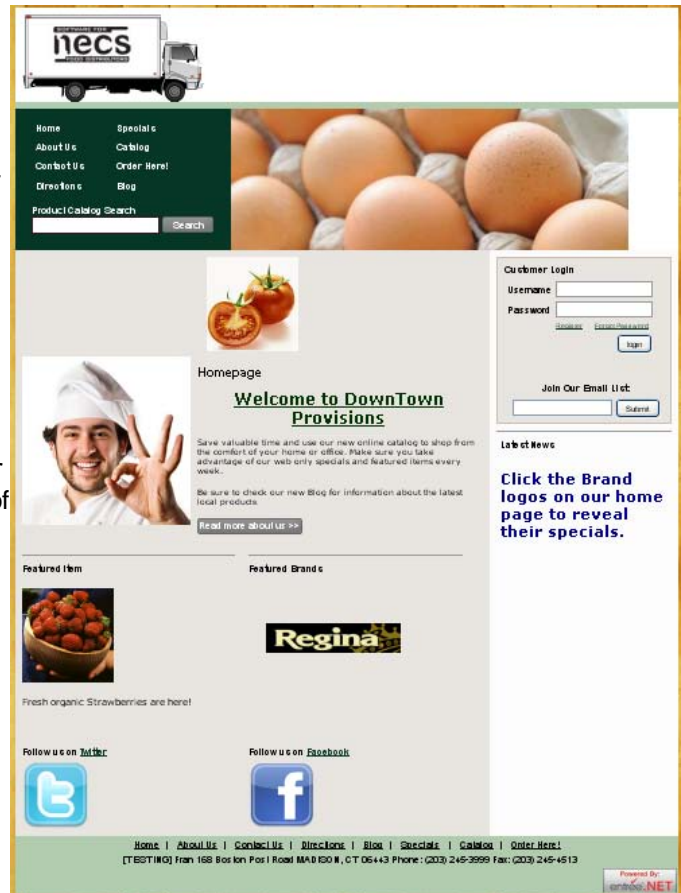 SOFTWARE FOR
necs
FOOD DISTRIBUTORS
Home Specials
About Us Catalog
Contact Us Order Here!
Directions Blog
Product Catalog Search
Search
Customer Login
Username
Password
Register Forgot Password
login
Join Our Email List:
Submit
Homepage
Welcome to DownTown
Provisions
Save valuable time and use our new online catalog to shop from
the comfort of your home or office. Make sure you take
advantage of our web only specials and featured items every
week.
Be sure to check our new Blog for information about the latest
local products.
Read more about us >>
Latest News
Click the Brand
logos on our home
page to reveal
their specials.
Featured Item
Featured Brands
Regina
Fresh organic Strawberries are here!
Follow us on Twitter
Follow us on Facebook
of
Home | About Us | Contact Us | Directions | Blog | Specials | Catalog | Order Here!
[TESTING] Fran 168 Boston Post Road MADISON, CT 06443 Phone: (203) 245-3999 Fax: (203) 245-4513
Powered By:
entrée.NET